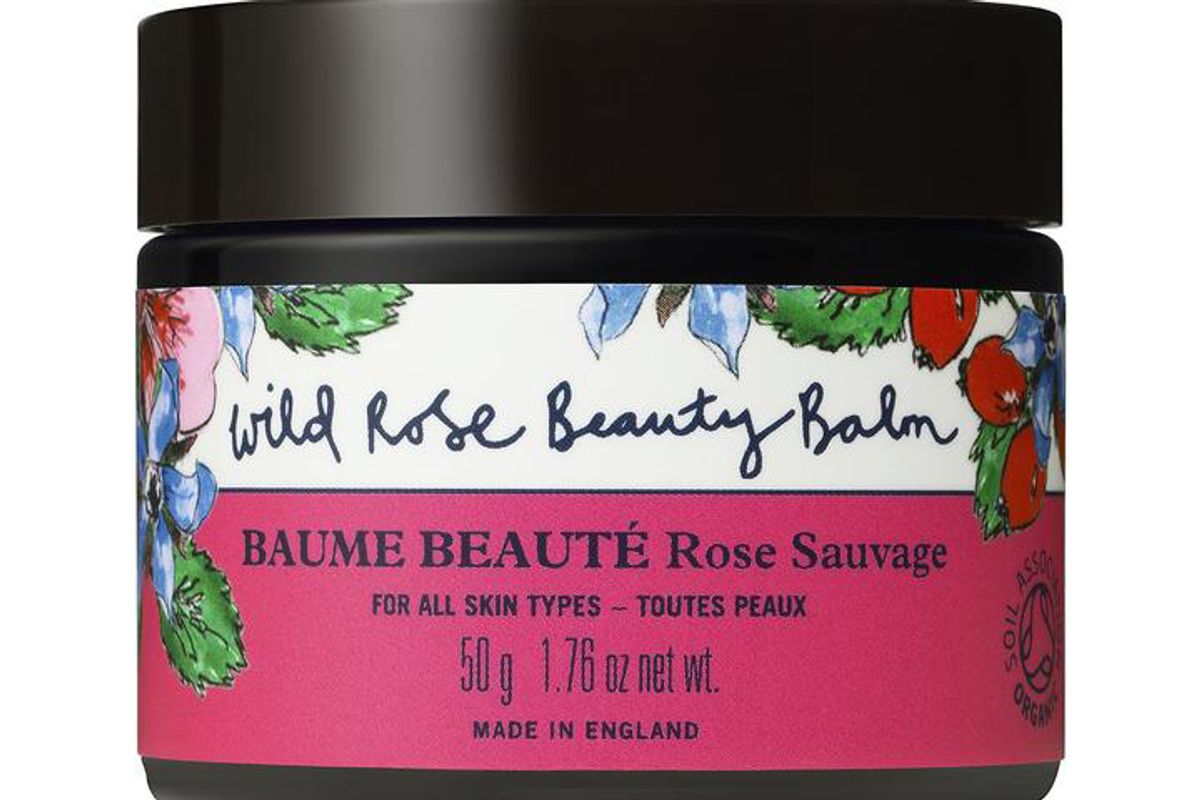 Wild Rose Beauty Balm
BAUME BEAUTÉ Rose Sauvage
FOR ALL SKIN TYPES ~ TOUTES PEAUX
50 g 1.76 oz net wt.
MADE IN ENGLAND
SOIL ASSOCIATION
ORGANIC